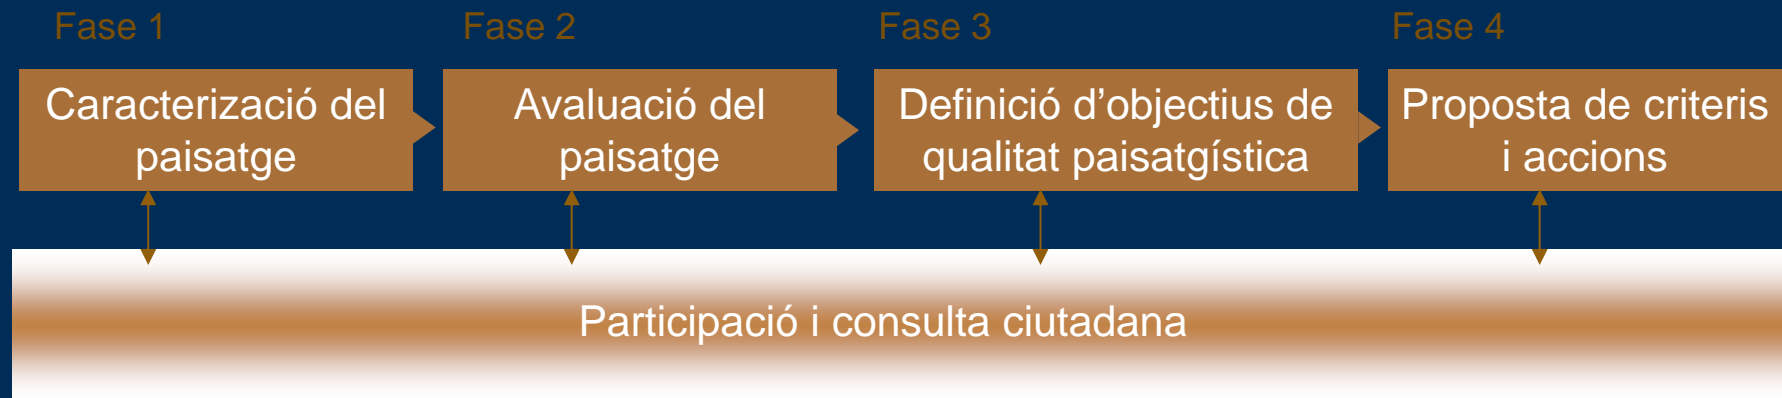 Fase 1
Fase 2
Fase 3
Fase 4
Caracterizació del
paisatge
Avaluació del
paisatge
Definició d’objectius de
qualitat paisatgística
Proposta de criteris
i accions
Participació i consulta ciutadana